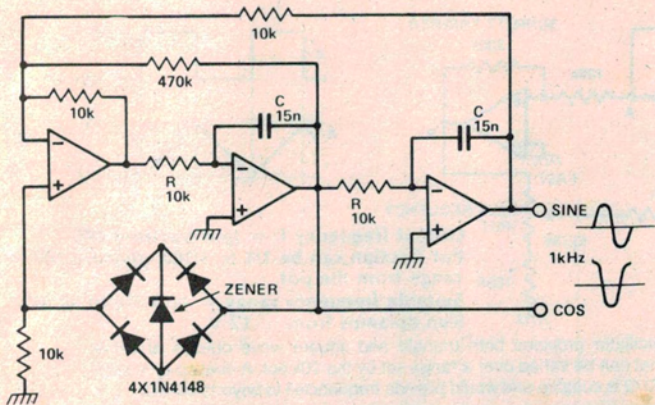 10k
470k
10k
C
15n
C
15n
−
+
R
10k
−
+
R
10k
−
+
SINE
1kHz
COS
ZENER
10k
4X1N4148